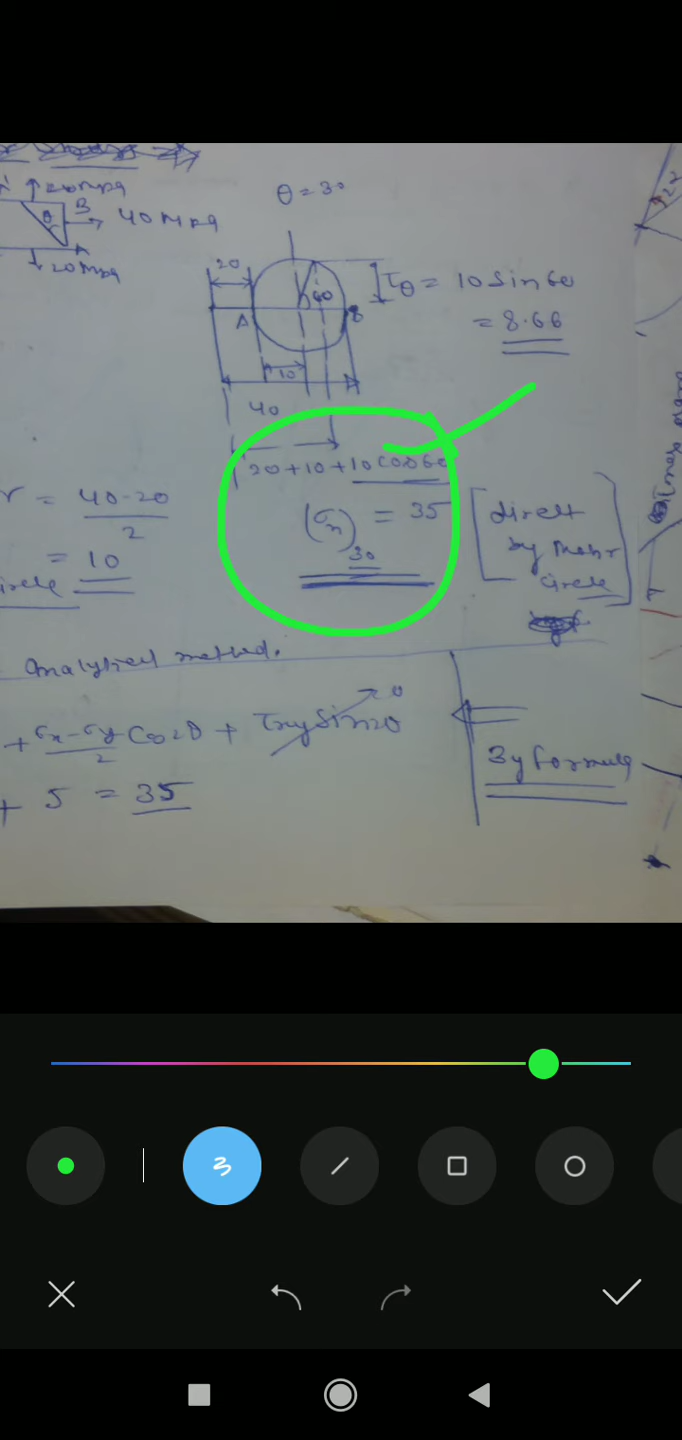 θ = 30
B
40 MPa
20 MPa
20
60
τθ = 10 Sin 60
A
B
= 8.66
10
40
20+10+10 cos 60
r = 40-20
2
(σn)30 = 35
[direct
by Mohr
circle]
= 10
circle
Analytical method.
+ σx-σy Cos 2θ + τxy Sin 2θ 0
2
By formula
+ 5 = 35